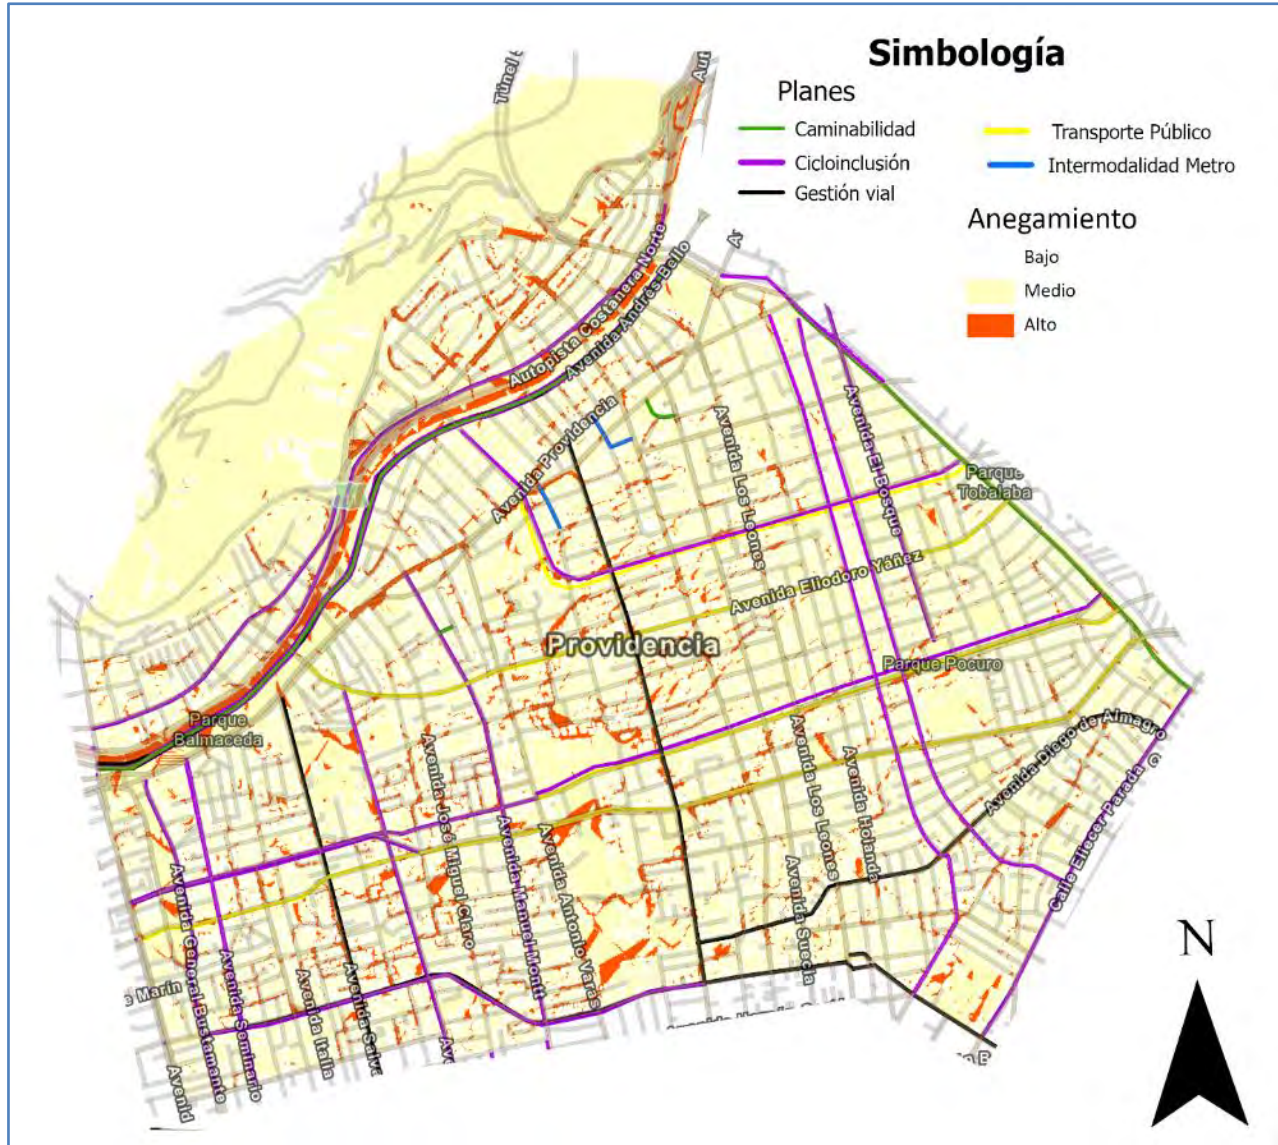 Simbología
Planes
Caminabilidad
Transporte Público
Cicloinclusión
Intermodalidad Metro
Gestión vial
Anegamiento
Bajo
Medio
Alto
Túnel
Aut
Autopista Costanera Norte
Avenida Andrés Bello
Avenida Providencia
Avenida Los Leones
Avenida El Bosque
Parque
Tobalaba
Avenida Eliodoro Yáñez
Providencia
Parque Pocuro
Parque
Balmaceda
Avenida José Miguel Claro
Avenida Manuel Montt
Avenida Antonio Varas
Avenida Los Leones
Avenida Holanda
Avenida Suecia
Avenida Diego de Almagro
Calle Eliecer Parada
Avenida General Bustamante
Avenida Seminario
Avenida Italia
Avenida Salva
e Marín
Avenid
N